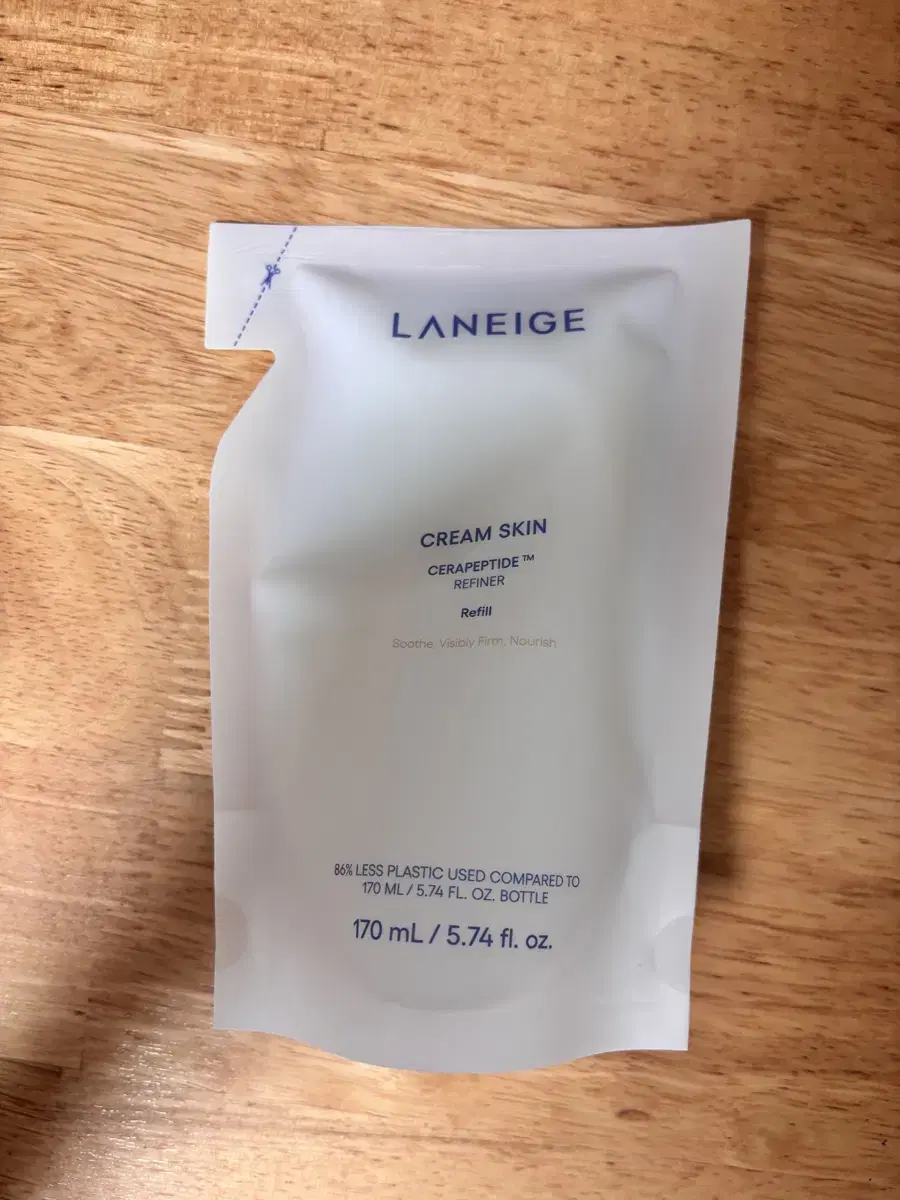 LANEIGE
CREAM SKIN
CERAPEPTIDE™
REFINER
Refill
Soothe, Visibly Firm, Nourish
86% LESS PLASTIC USED COMPARED TO
170 ML / 5.74 FL. OZ. BOTTLE
170 mL / 5.74 fl. oz.